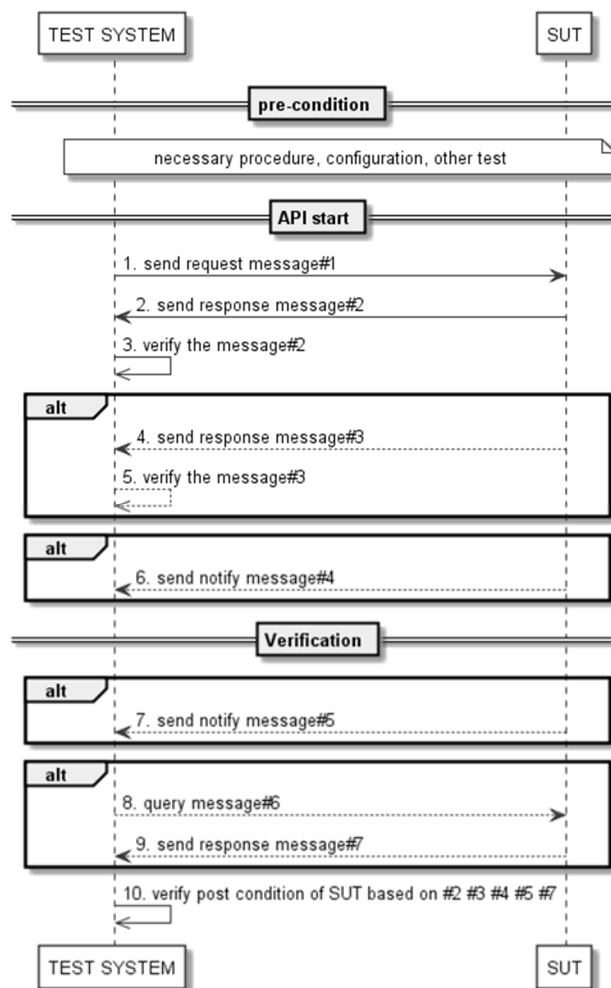 TEST SYSTEM SUT
pre-condition
necessary procedure, configuration, other test
API start
1. send request message#1
2. send response message#2
3. verify the message#2
alt
4. send response message#3
5. verify the message#3
alt
6. send notify message#4
Verification
alt
7. send notify message#5
alt
8. query message#6
9. send response message#7
10. verify post condition of SUT based on #2 #3 #4 #5 #7
TEST SYSTEM SUT